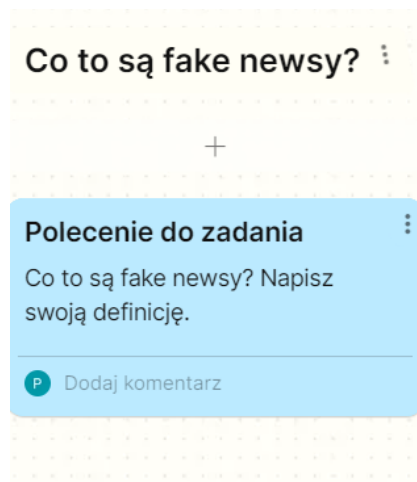 Co to są fake newsy?
Polecenie do zadania
Co to są fake newsy? Napisz
swoją definicję.
P
Dodaj komentarz